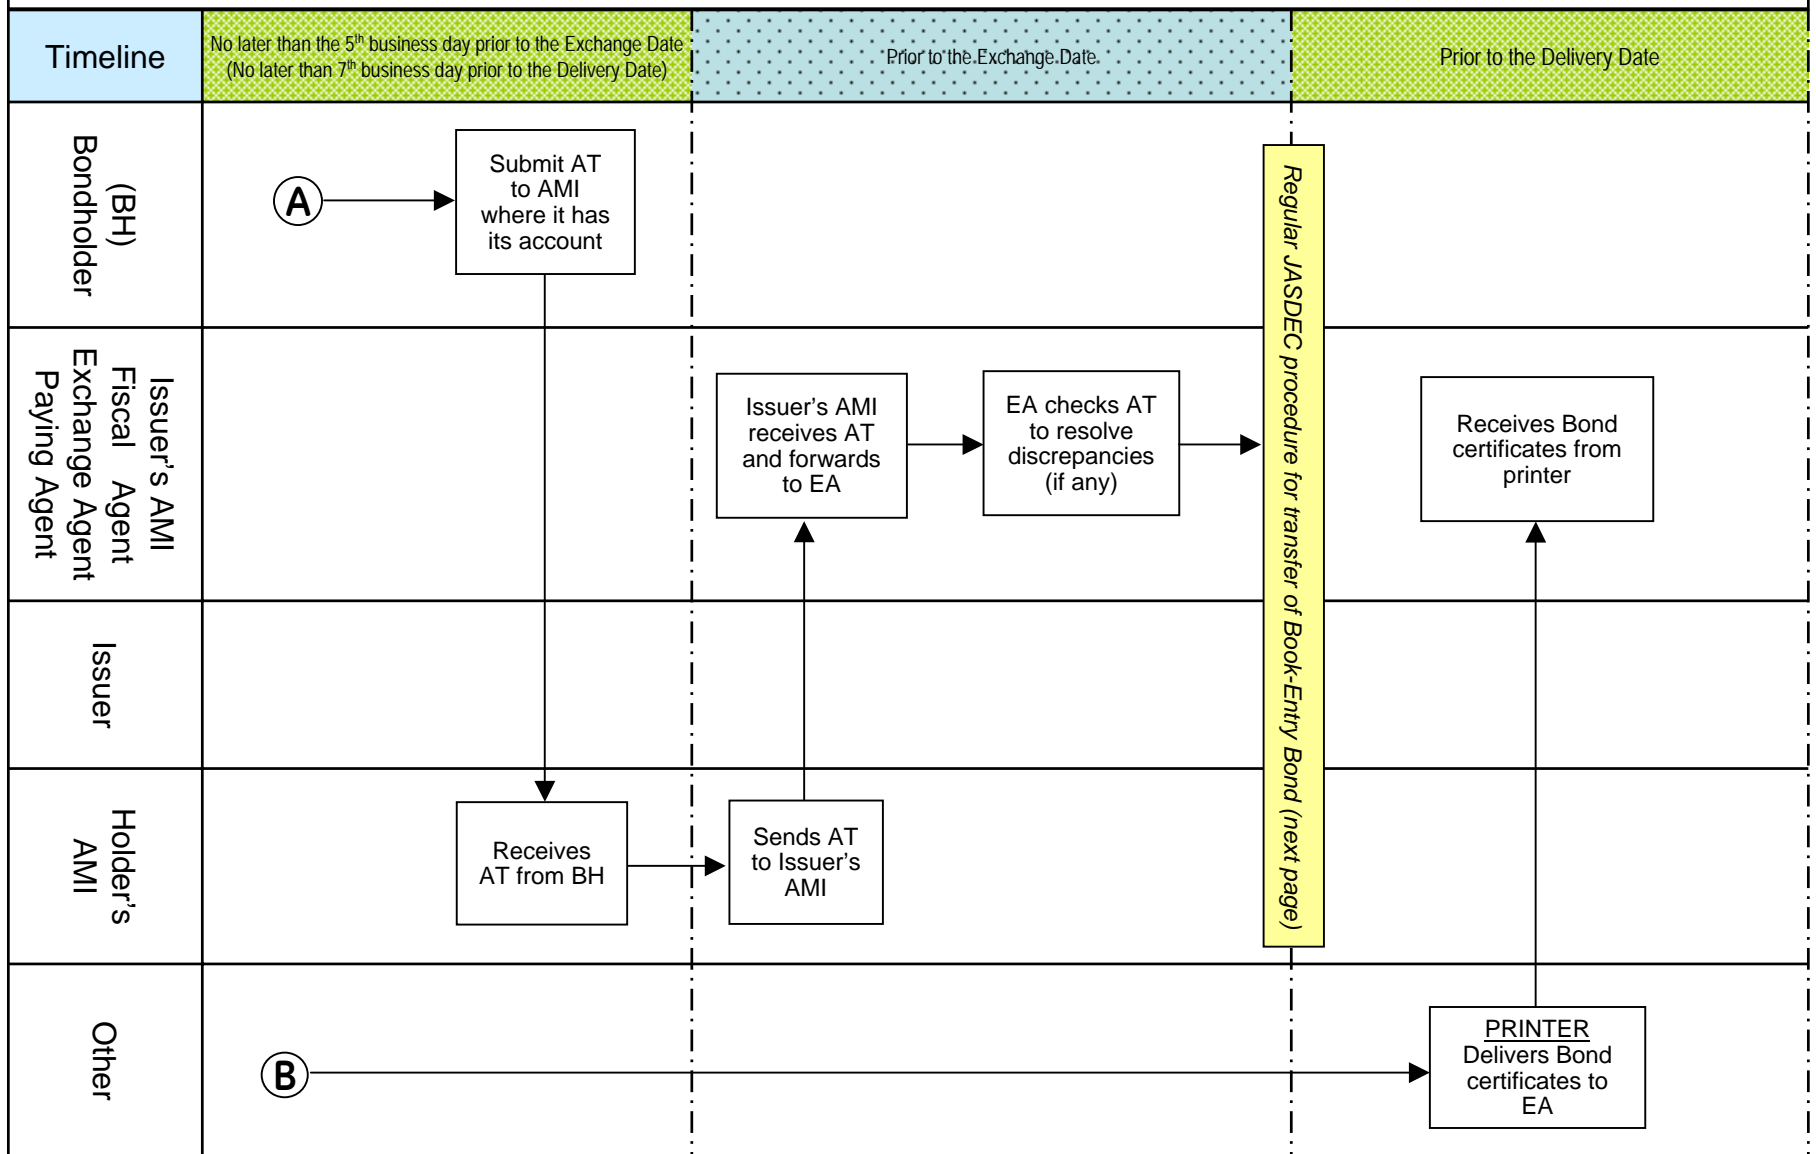 Timeline
No later than the 5th business day prior to the Exchange Date
(No later than 7th business day prior to the Delivery Date)
Prior to the Exchange Date
Prior to the Delivery Date
(BH)
Bondholder
A
Submit AT
to AMI
where it has
its account
Regular JASDEC procedure for transfer of Book-Entry Bond (next page)
Issuer's AMI
Fiscal Agent
Exchange Agent
Paying Agent
Issuer's AMI
receives AT
and forwards
to EA
EA checks AT
to resolve
discrepancies
(if any)
Receives Bond
certificates from
printer
Issuer
Holder's
AMI
Receives
AT from BH
Sends AT
to Issuer's
AMI
Other
B
PRINTER
Delivers Bond
certificates to
EA